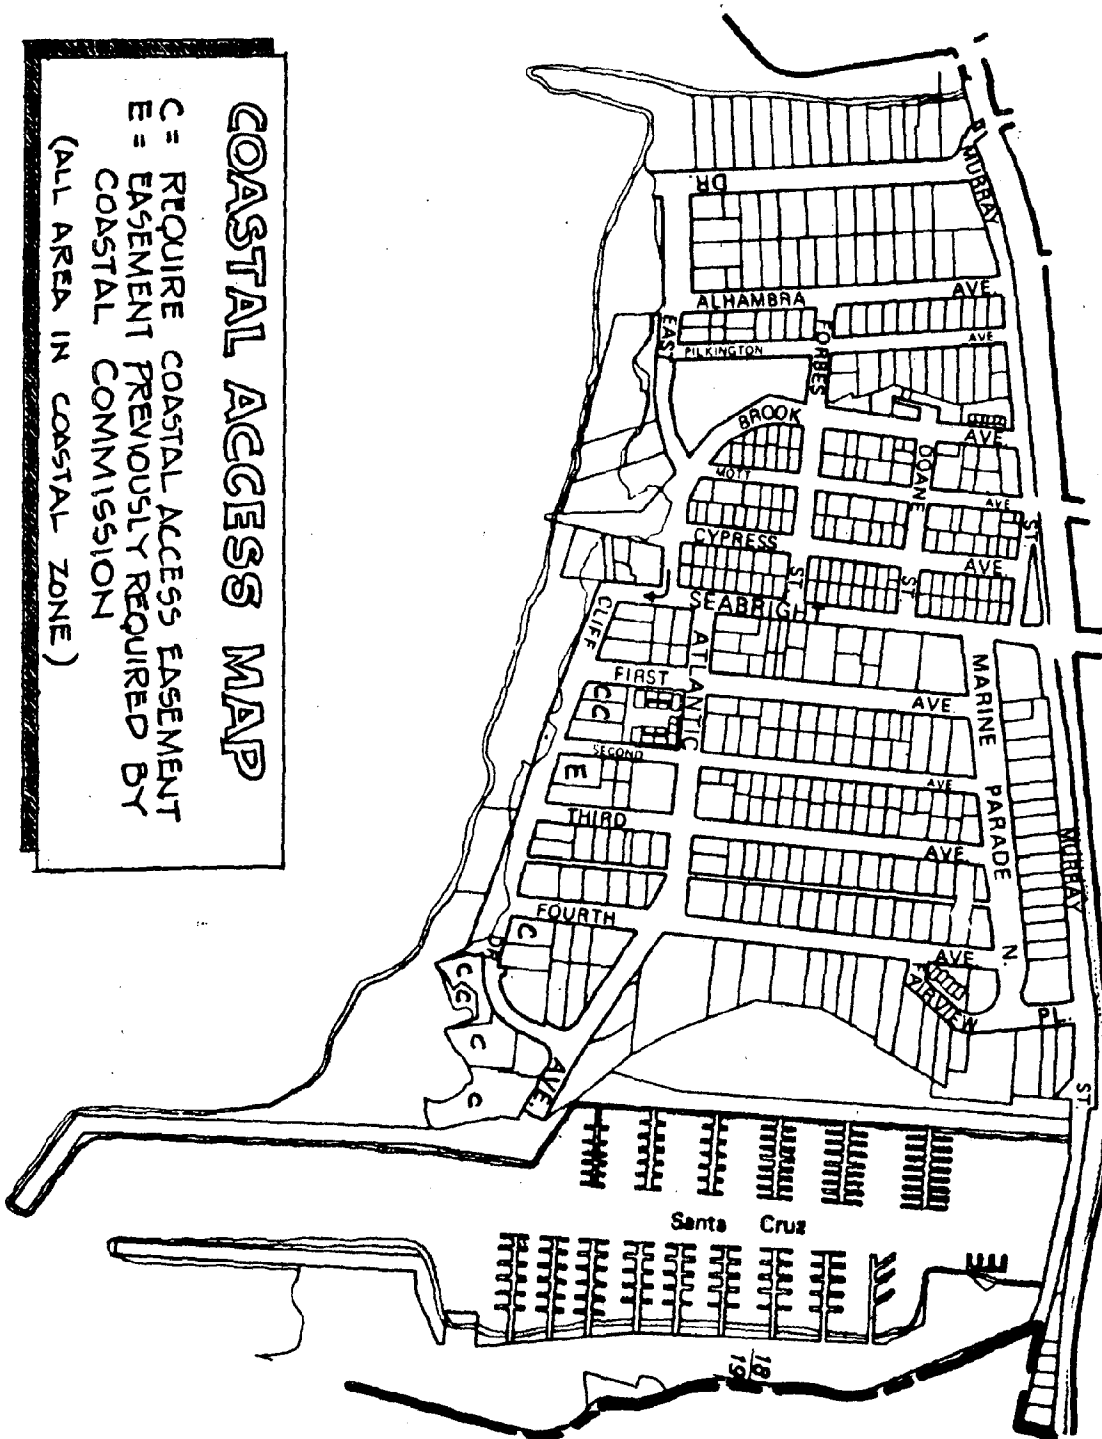 COASTAL ACCESS MAP
C = REQUIRE COASTAL ACCESS EASEMENT
E = EASEMENT PREVIOUSLY REQUIRED BY
COASTAL COMMISSION
(ALL AREA IN COASTAL ZONE)
MURRAY
DR.
ALHAMBRA
AVE.
EAST
FORBES
PILKINGTON
AVE
BROOK
AVE.
DOANE
MOTT
AVE
ST.
CYPRESS
ST.
ST.
AVE.
SEABRIGHT
CLIFF
ATLANTIC
MARINE PARADE
FIRST
AVE.
C
C
SECOND
AVE
E
THIRD
AVE.
MURRAY
FOURTH
C
AVE.
N.
DR.
FAIRVIEW
PL.
C
C
C
C
AVE.
ST.
Santa Cruz
18
19